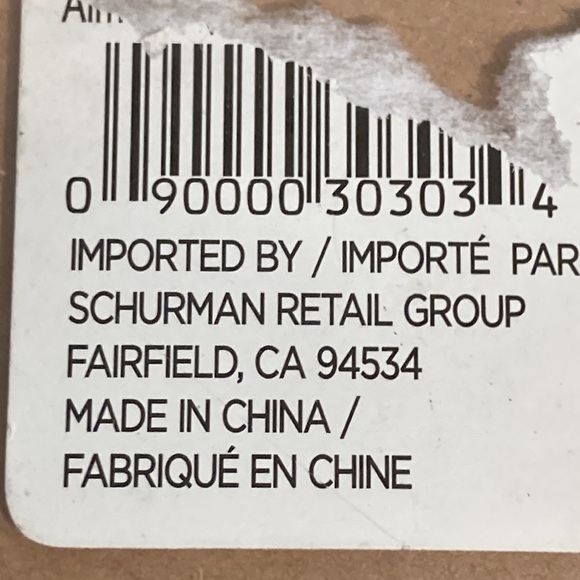 0 90000 30303 4
IMPORTED BY / IMPORTÉ PAR
SCHURMAN RETAIL GROUP
FAIRFIELD, CA 94534
MADE IN CHINA /
FABRIQUÉ EN CHINE